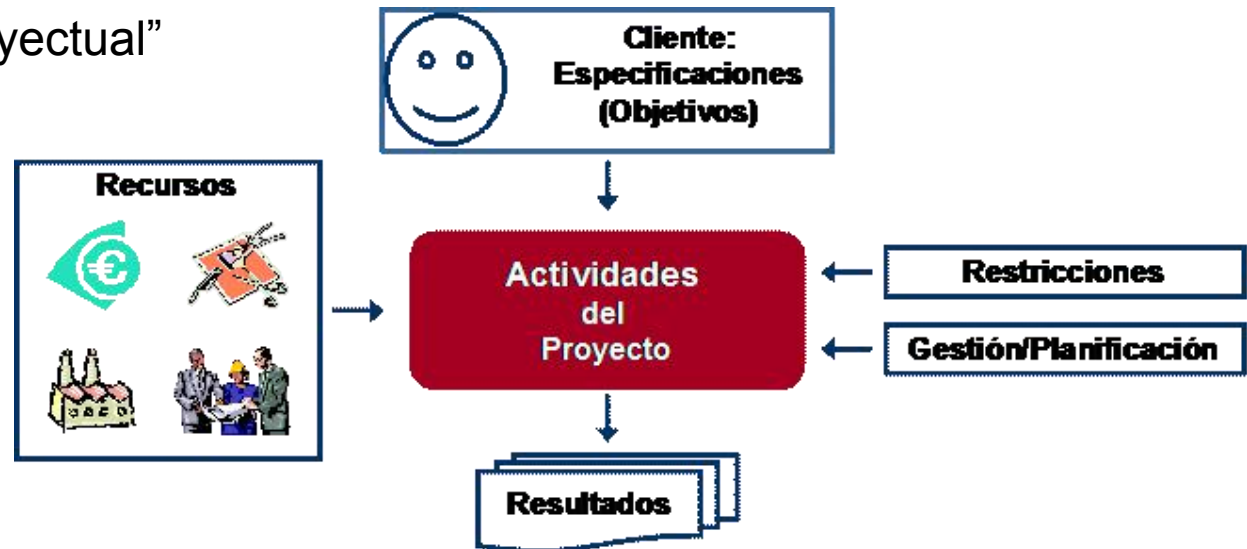 yectual”
Cliente:
Especificaciones
(Objetivos)
Recursos
€
Actividades
del
Proyecto
Restricciones
Gestión/Planificación
Resultados